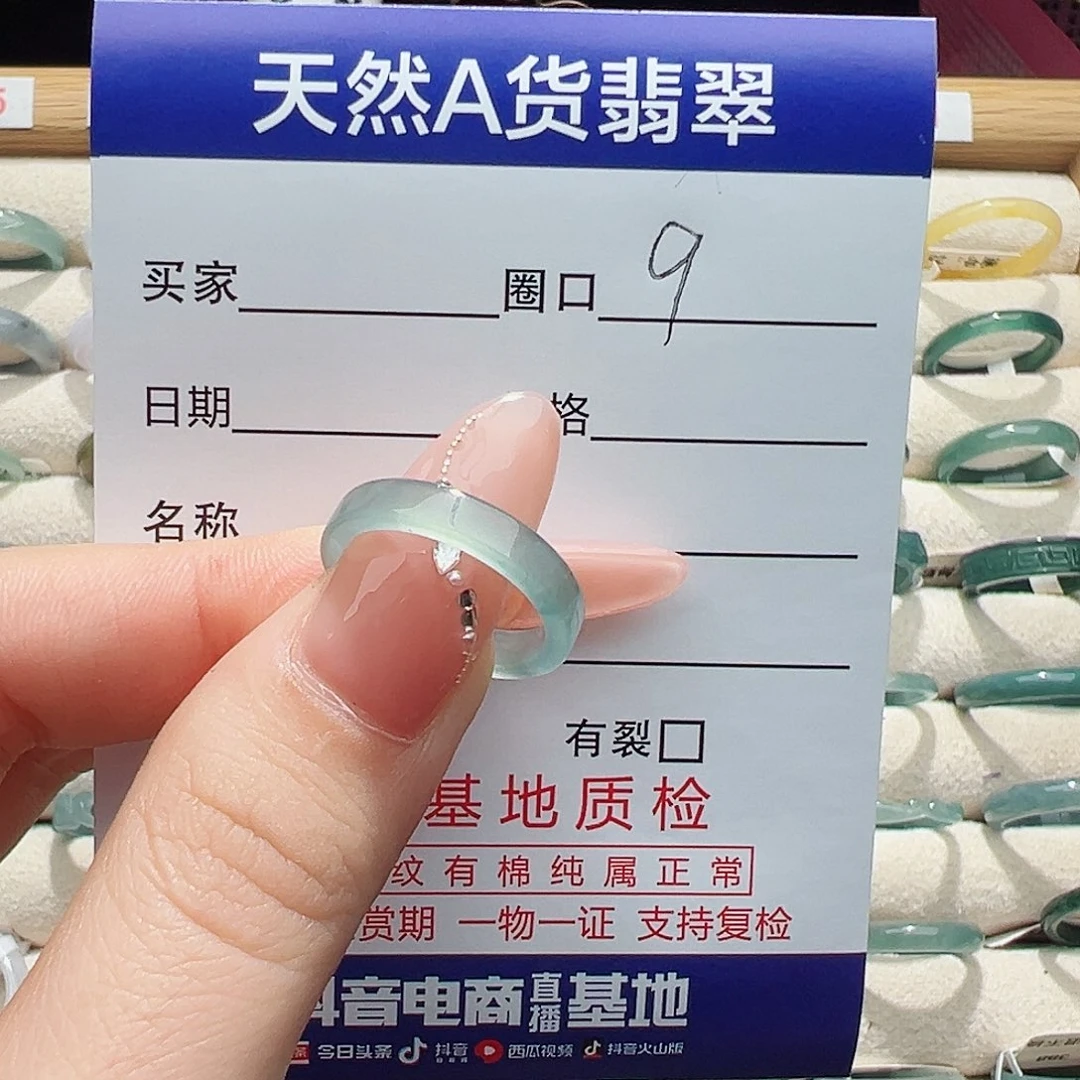 天然A货翡翠
买家 圈口 9
日期 格
名称
有裂
基地质检
纹有棉纯属正常
赏期 一物一证 支持复检
抖音电商直播基地
今日头条 抖音 西瓜视频 抖音火山版